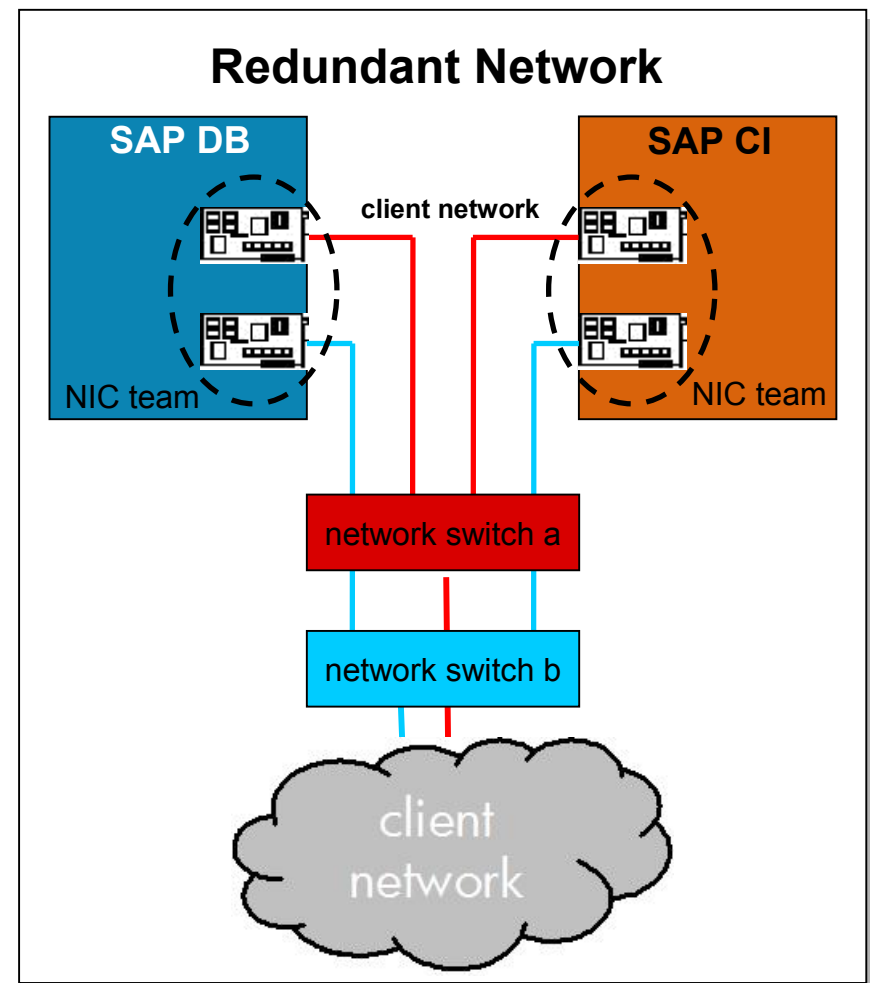 Redundant Network
SAP DB
SAP CI
client network
NIC team
NIC team
network switch a
network switch b
client
network